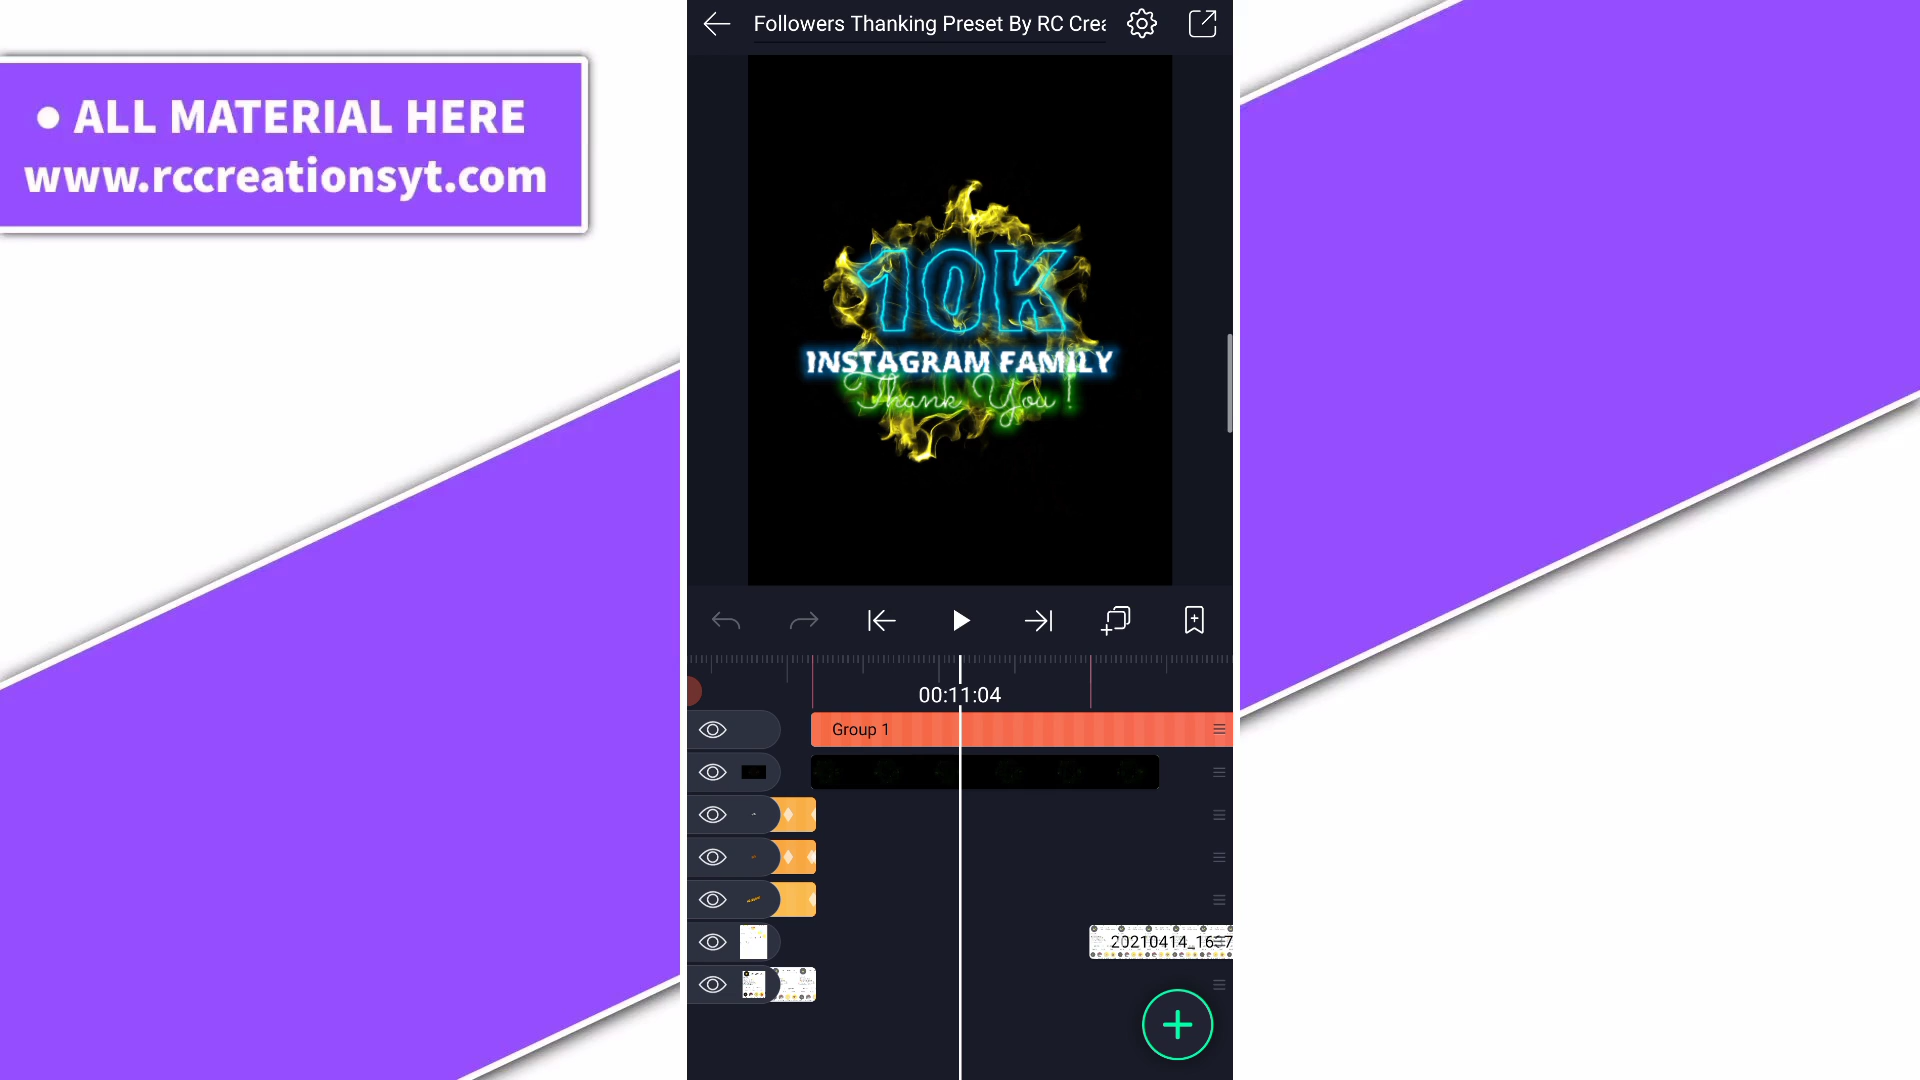 Followers Thanking Preset By RC Crea
• ALL MATERIAL HERE
www.rccreationsyt.com
10K
INSTAGRAM FAMILY
Thank You!
00:11:04
Group 1
20210414_16